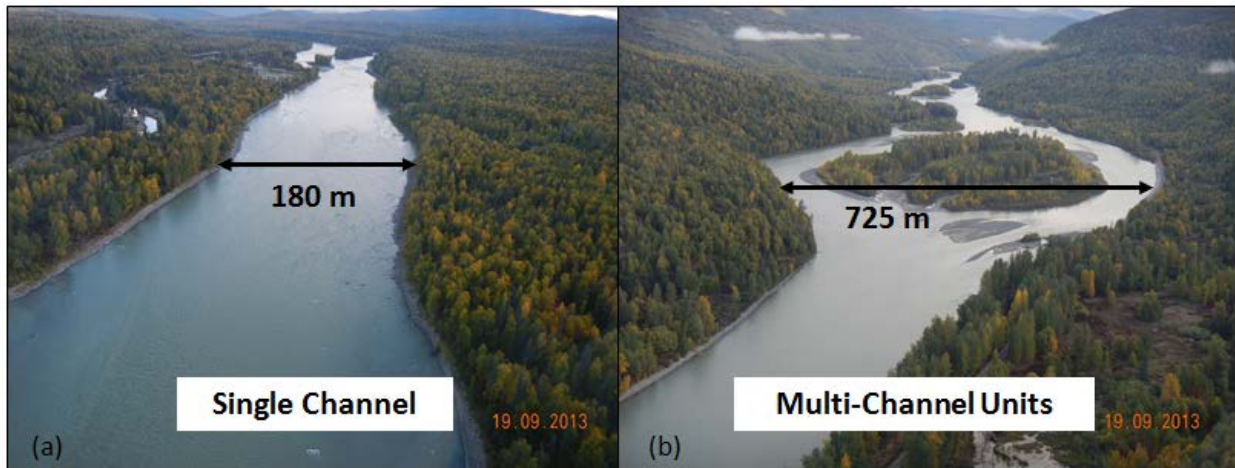 180 m
Single Channel
19.09.2013
(a)
725 m
Multi-Channel Units
19.09.2013
(b)